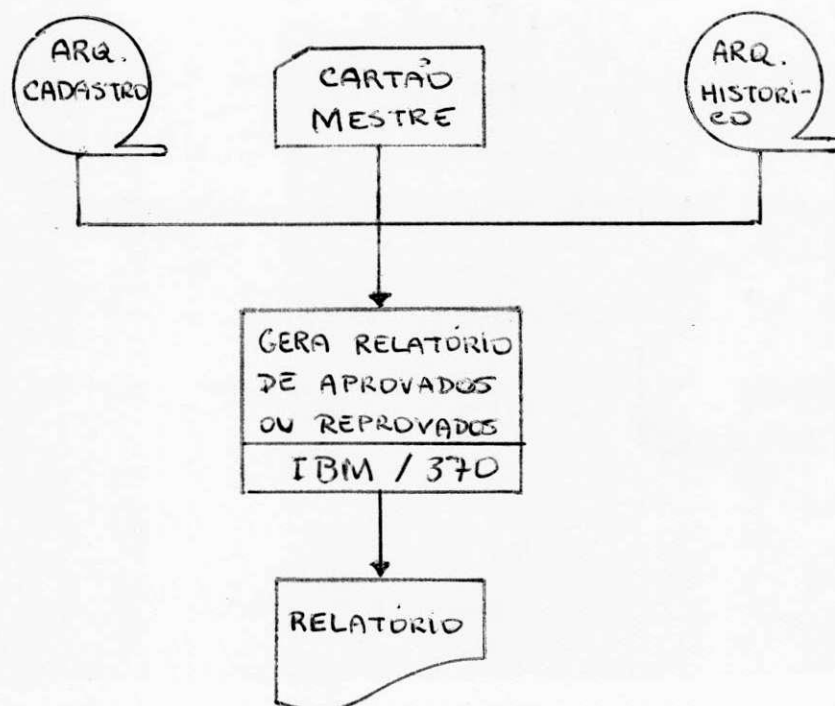 ARQ.
CADASTRO
CARTÃO
MESTRE
ARQ.
HISTORI-
CO
GERA RELATÓRIO
DE APROVADOS
OU REPROVADOS
IBM / 370
RELATÓRIO